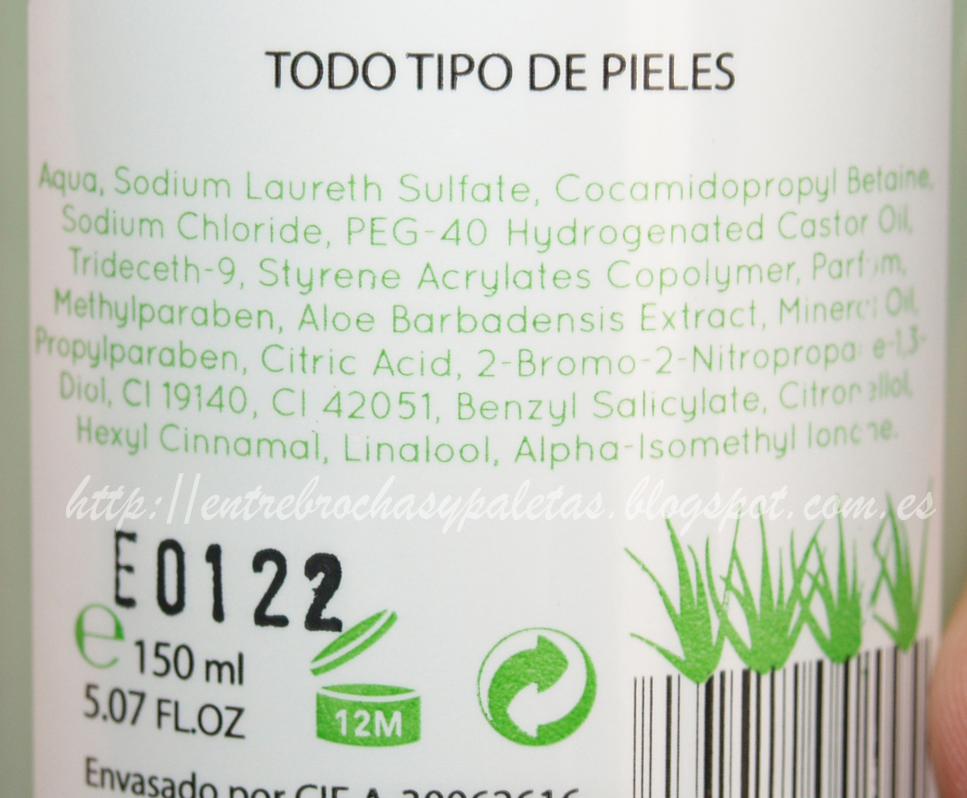 TODO TIPO DE PIELES
Aqua, Sodium Laureth Sulfate, Cocamidopropyl Betaine,
Sodium Chloride, PEG-40 Hydrogenated Castor Oil,
Trideceth-9, Styrene Acrylates Copolymer, Parfum,
Methylparaben, Aloe Barbadensis Extract, Mineral Oil,
Propylparaben, Citric Acid, 2-Bromo-2-Nitropropane-1,3-
Diol, CI 19140, CI 42051, Benzyl Salicylate, Citronellol,
Hexyl Cinnamal, Linalool, Alpha-Isomethyl Ionone.
http://entrebrochasypaletas.blogspot.com.es
E0122
e 150 ml
5.07 FL.OZ
12M
Envasado por CIF A-